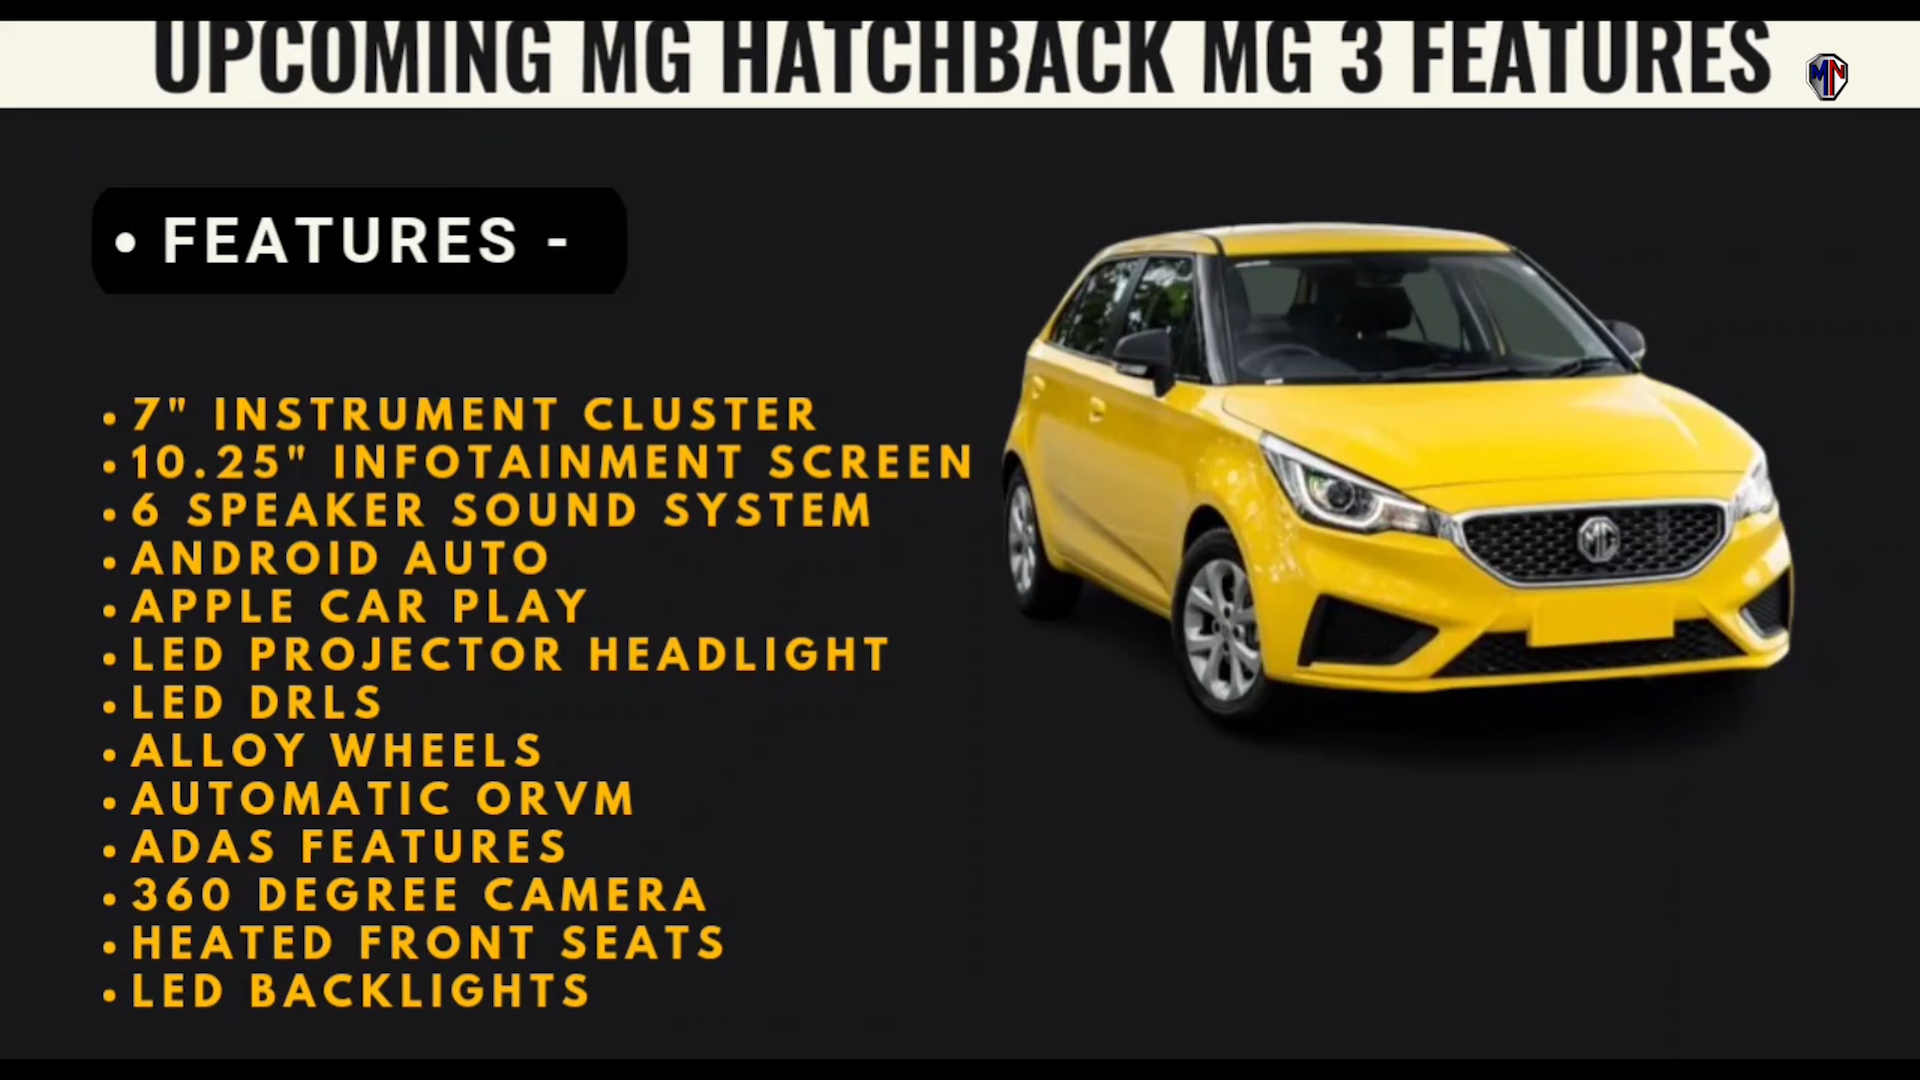 UPCOMING MG HATCHBACK MG 3 FEATURES
MN
• FEATURES -
• 7" INSTRUMENT CLUSTER
• 10.25" INFOTAINMENT SCREEN
• 6 SPEAKER SOUND SYSTEM
• ANDROID AUTO
• APPLE CAR PLAY
• LED PROJECTOR HEADLIGHT
• LED DRLS
• ALLOY WHEELS
• AUTOMATIC ORVM
• ADAS FEATURES
• 360 DEGREE CAMERA
• HEATED FRONT SEATS
• LED BACKLIGHTS
MG